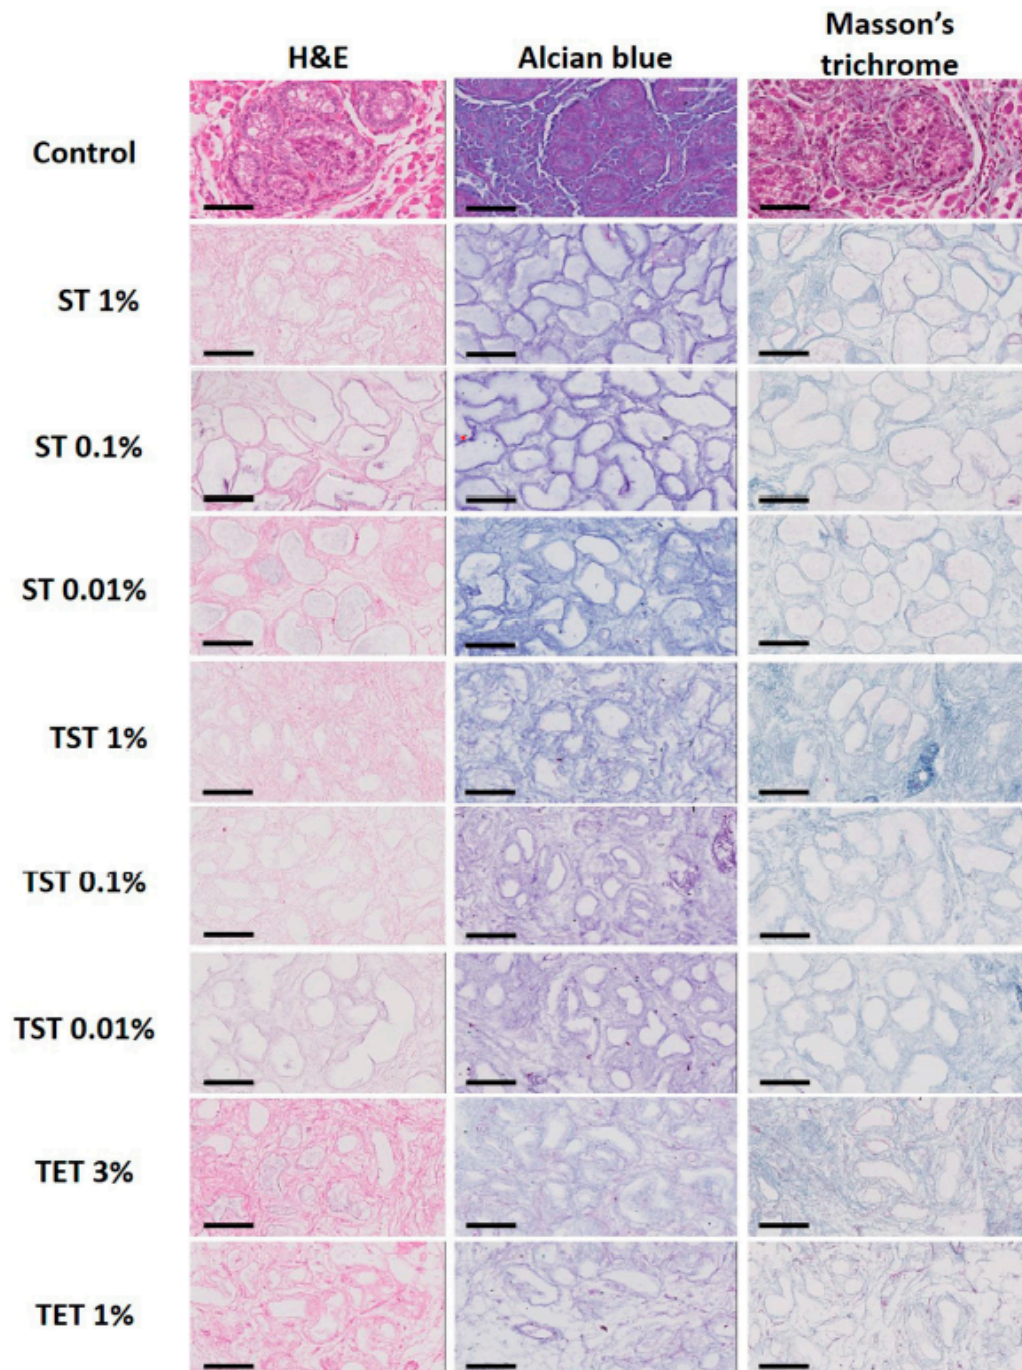 H&E
Alcian blue
Masson's
trichrome
Control
ST 1%
ST 0.1%
ST 0.01%
TST 1%
TST 0.1%
TST 0.01%
TET 3%
TET 1%